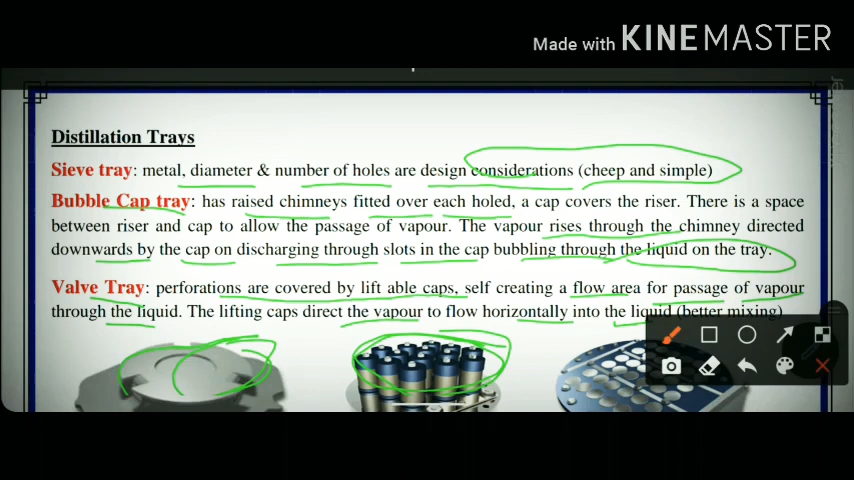 Made with KINEMASTER
Distillation Trays
Sieve tray: metal, diameter & number of holes are design considerations (cheep and simple)
Bubble Cap tray: has raised chimneys fitted over each holed, a cap covers the riser. There is a space
between riser and cap to allow the passage of vapour. The vapour rises through the chimney directed
downwards by the cap on discharging through slots in the cap bubbling through the liquid on the tray.
Valve Tray: perforations are covered by lift able caps, self creating a flow area for passage of vapour
through the liquid. The lifting caps direct the vapour to flow horizontally into the liquid (better mixing)